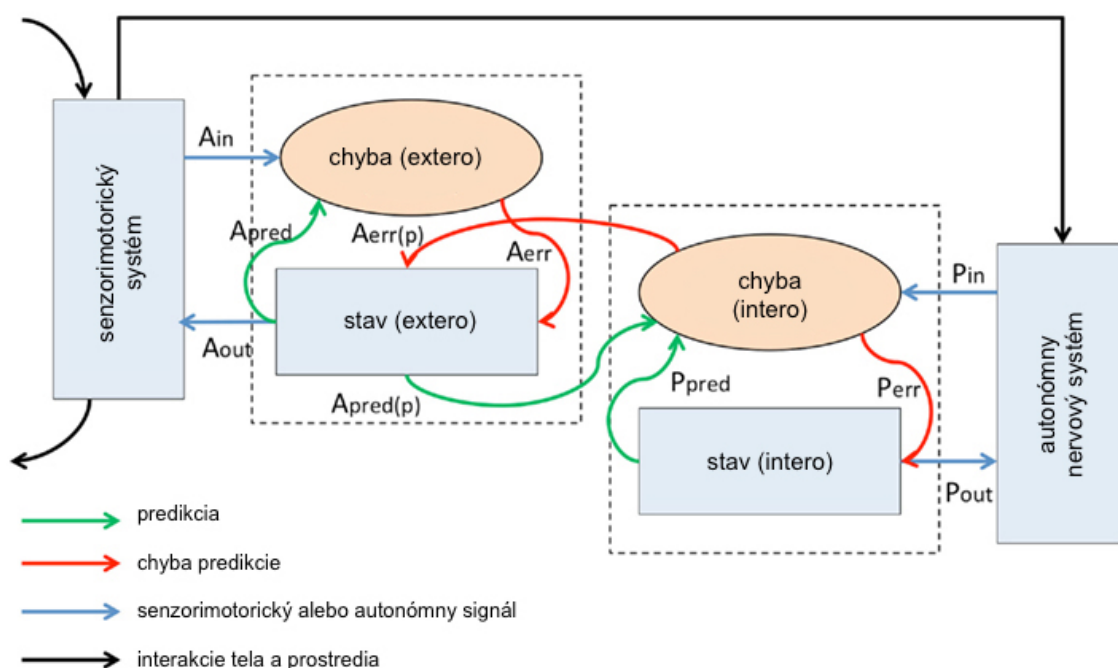 senzorimotorický
systém
Ain
chyba (extero)
Apred
Aerr(p)
Aerr
stav (extero)
Aout
Apred(p)
chyba
(intero)
Pin
Ppred
Perr
stav (intero)
Pout
autonómny
nervový systém
predikcia
chyba predikcie
senzorimotorický alebo autonómny signál
interakcie tela a prostredia